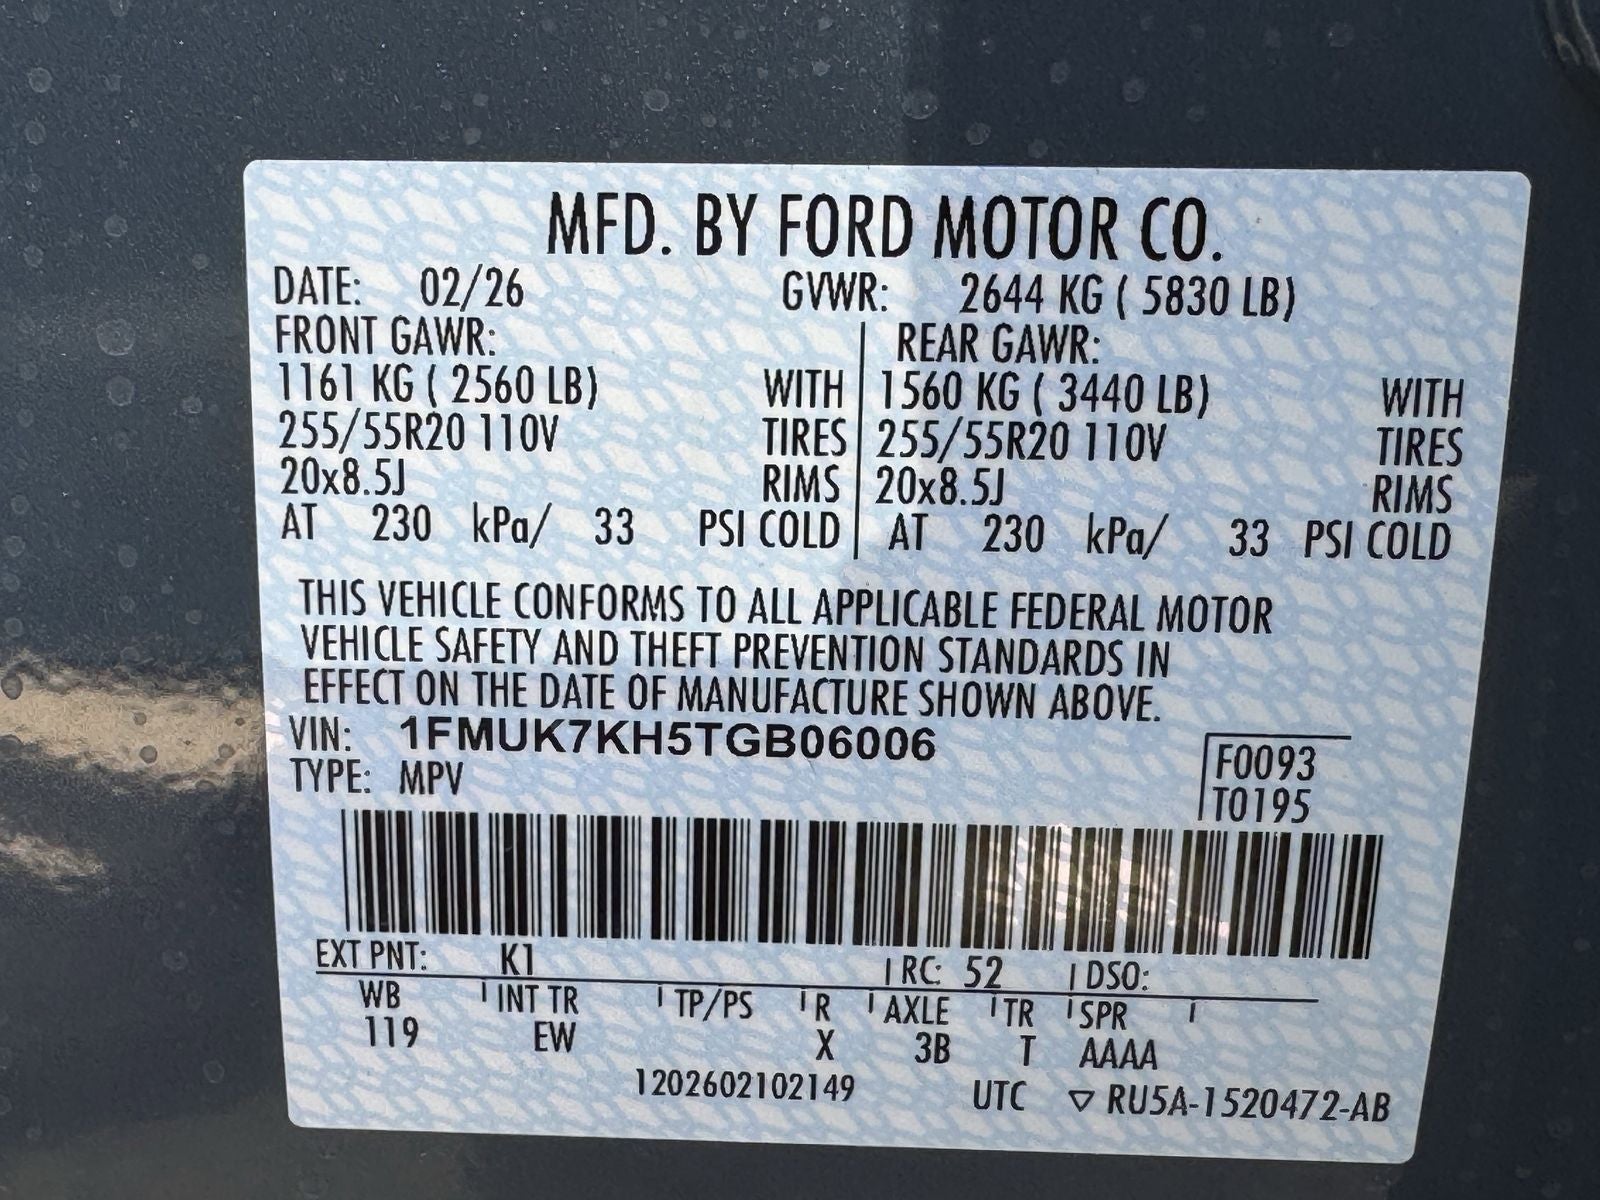 MFD. BY FORD MOTOR CO.
DATE: 02/26 GVWR: 2644 KG ( 5830 LB)
FRONT GAWR: REAR GAWR:
1161 KG ( 2560 LB) WITH 1560 KG ( 3440 LB) WITH
255/55R20 110V TIRES 255/55R20 110V TIRES
20x8.5J RIMS 20x8.5J RIMS
AT 230 kPa/ 33 PSI COLD AT 230 kPa/ 33 PSI COLD
THIS VEHICLE CONFORMS TO ALL APPLICABLE FEDERAL MOTOR
VEHICLE SAFETY AND THEFT PREVENTION STANDARDS IN
EFFECT ON THE DATE OF MANUFACTURE SHOWN ABOVE.
VIN: 1FMUK7KH5TGB06006 F0093
TYPE: MPV T0195
EXT PNT: K1 RC: 52 DSO:
WB INT TR TP/PS R AXLE TR SPR
119 EW X 3B T AAAA
1202602102149 UTC ▽ RU5A-1520472-AB